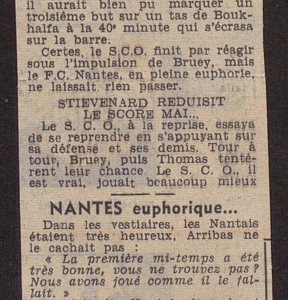 il aurait bien pu marquer un
troisième but sur un tas de Bouk-
haifa à la 40e minute qui s'écrasa
sur la barre.
Certes, le S.C.O. finit par réagir
sous l'impulsion de Bruey, mais
le F.C. Nantes, en pleine euphorie,
ne laissait rien passer.
STIEVENARD REDUISIT
LE SCORE MAI...
Le S.C.O., à la reprise, essaya
de se reprendre en s'appuyant sur
sa défense et ses demis. Tour à
tour, Bruey, puis Thomas tentè-
rent leur chance Le S.C.O., il
est vrai, jouait beaucoup mieux
NANTES euphorique...
Dans les vestiaires, les Nantais
étaient très heureux, Arribas ne
le cachait pas :
« La première mi-temps a été
très bonne, vous ne trouvez pas ?
Nous avons joué comme il le fal-
lait. »